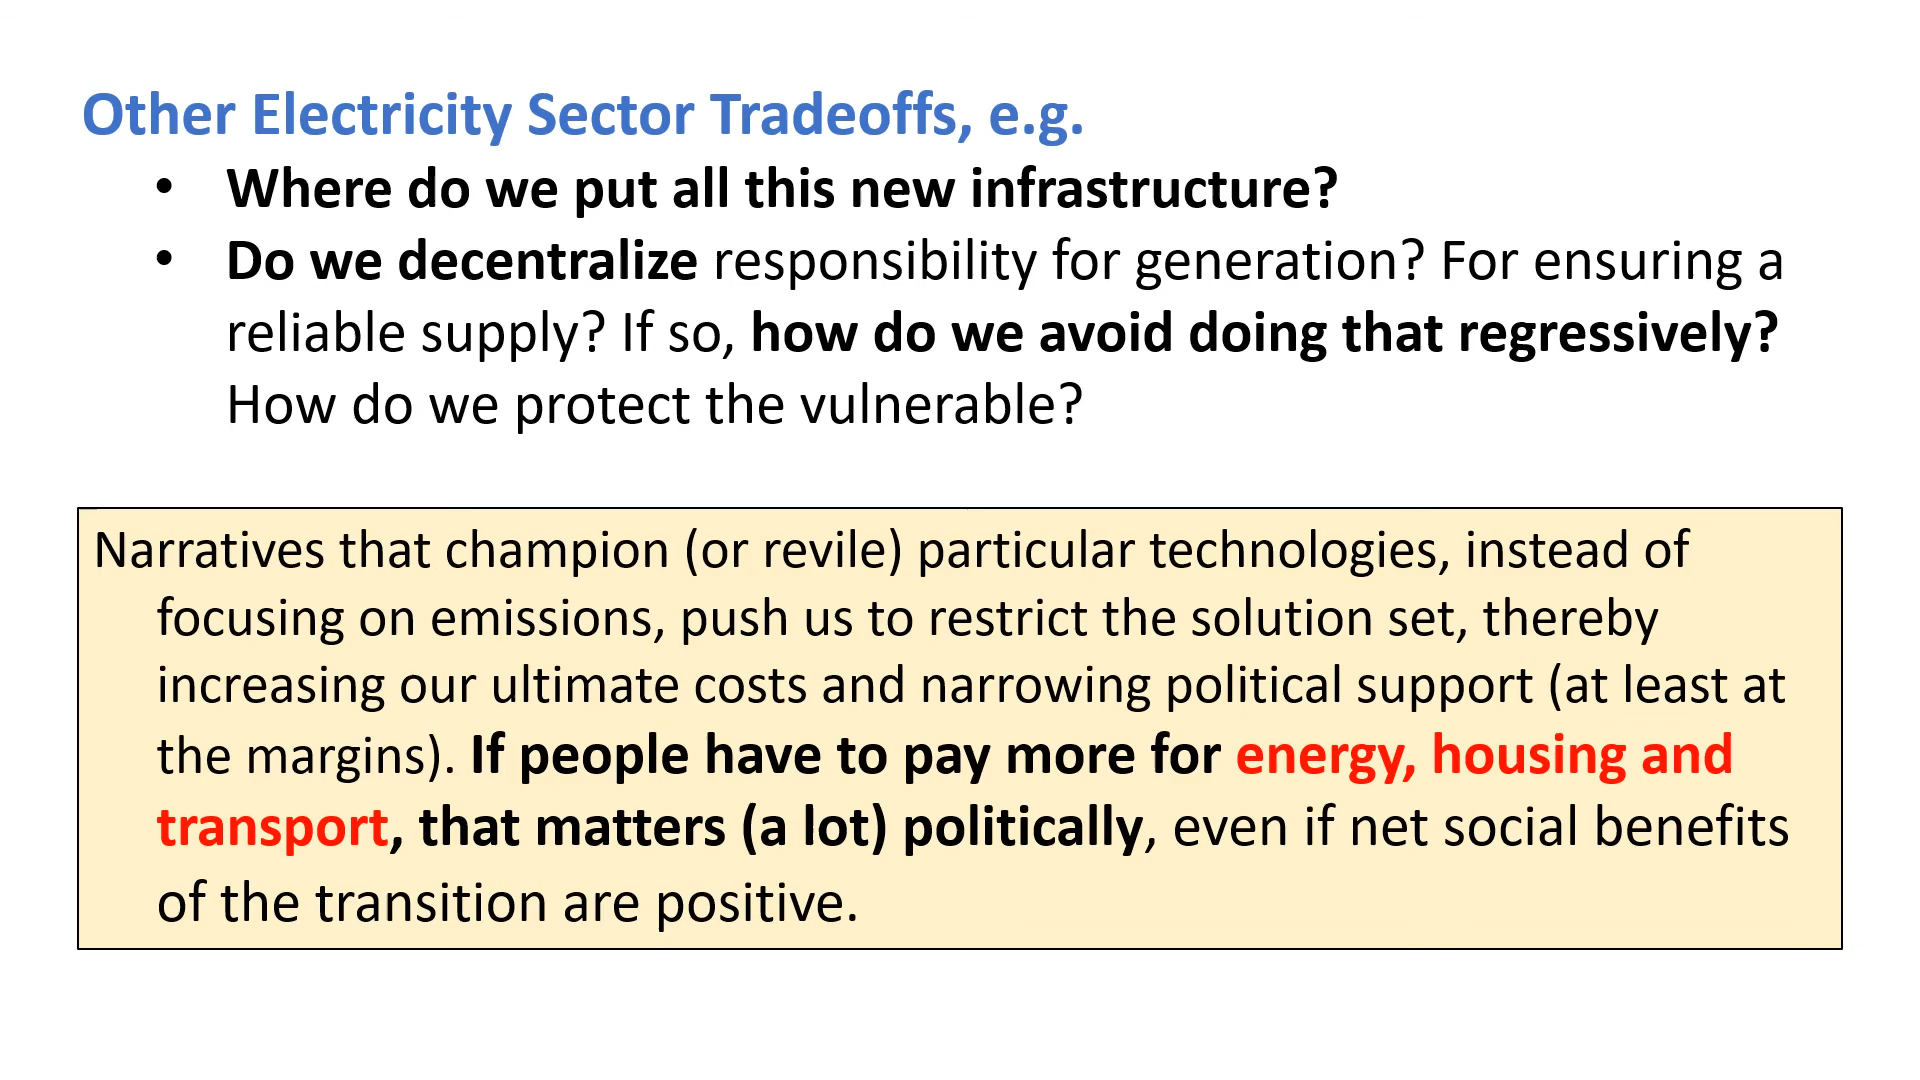 Other Electricity Sector Tradeoffs, e.g.
• Where do we put all this new infrastructure?
• Do we decentralize responsibility for generation? For ensuring a
reliable supply? If so, how do we avoid doing that regressively?
How do we protect the vulnerable?
Narratives that champion (or revile) particular technologies, instead of
focusing on emissions, push us to restrict the solution set, thereby
increasing our ultimate costs and narrowing political support (at least at
the margins). If people have to pay more for energy, housing and
transport, that matters (a lot) politically, even if net social benefits
of the transition are positive.